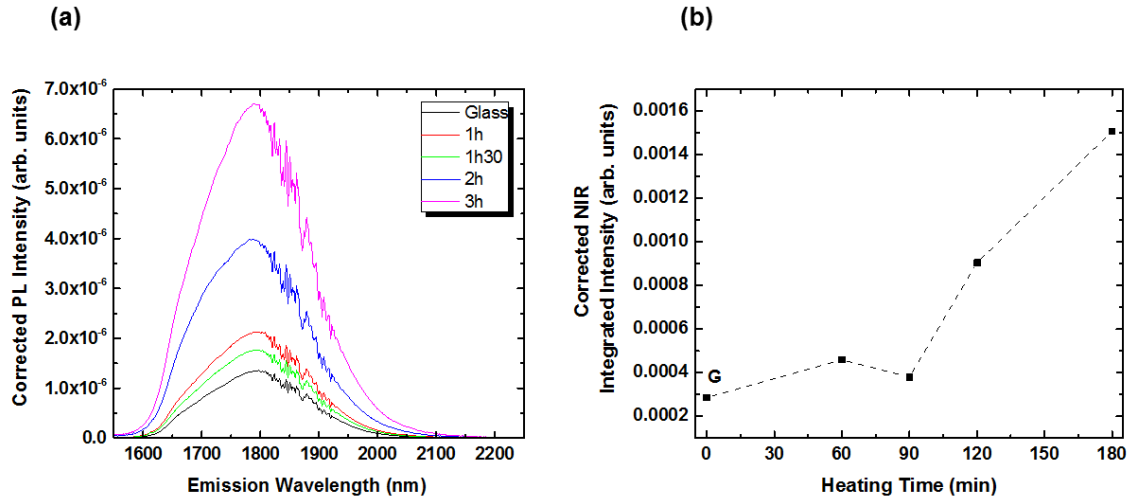 (a)
(b)
Corrected PL Intensity (arb. units)
7.0x10⁻⁶
6.0x10⁻⁶
5.0x10⁻⁶
4.0x10⁻⁶
3.0x10⁻⁶
2.0x10⁻⁶
1.0x10⁻⁶
0.0
Glass
1h
1h30
2h
3h
1600 1700 1800 1900 2000 2100 2200
Emission Wavelength (nm)
Corrected NIR
Integrated Intensity (arb. units)
0.0016
0.0014
0.0012
0.0010
0.0008
0.0006
0.0004
0.0002
G
0 30 60 90 120 150 180
Heating Time (min)